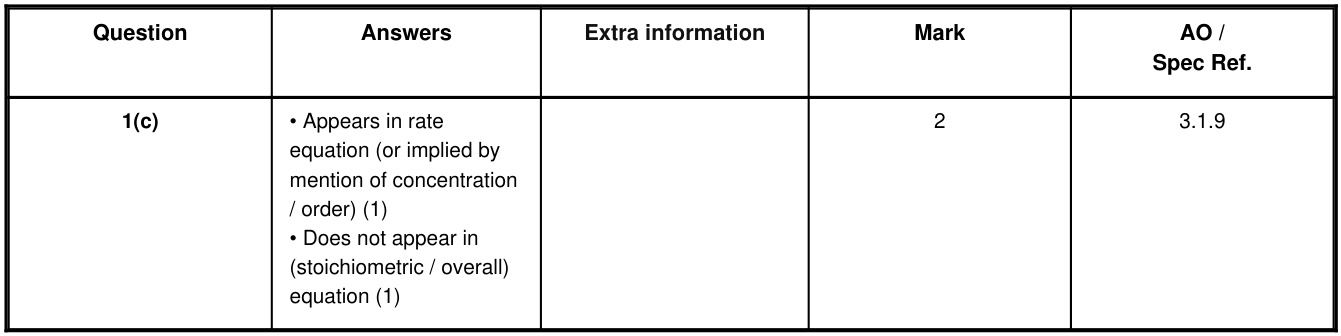 Question Answers Extra information Mark AO /
Spec Ref.
1(c) • Appears in rate 2 3.1.9
equation (or implied by
mention of concentration
/ order) (1)
• Does not appear in
(stoichiometric / overall)
equation (1)